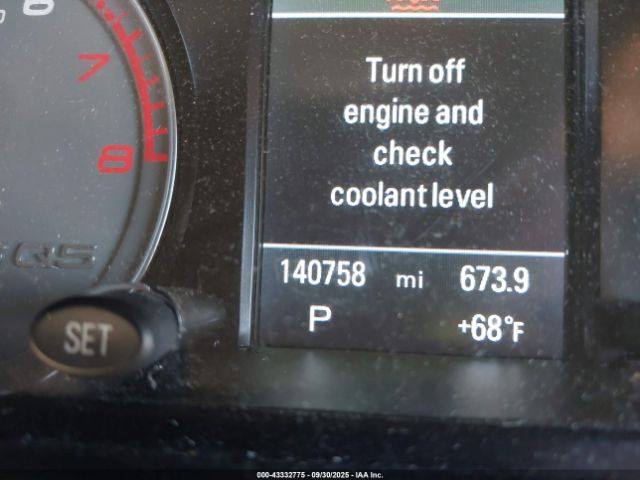 6
7
8
SQ5
SET
Turn off
engine and
check
coolant level
140758 mi 673.9
P +68°F
000-43332775 - 09/30/2025 - IAA Inc.